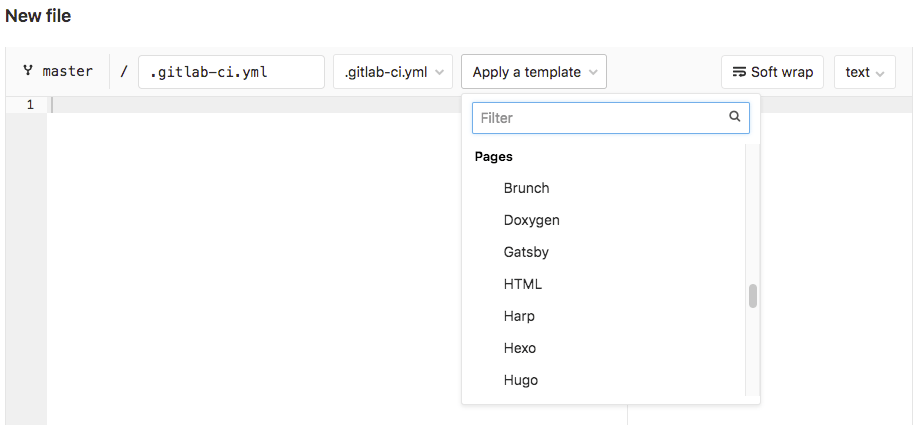 New file
master / .gitlab-ci.yml .gitlab-ci.yml Apply a template Soft wrap text
1
Filter
Pages
Brunch
Doxygen
Gatsby
HTML
Harp
Hexo
Hugo